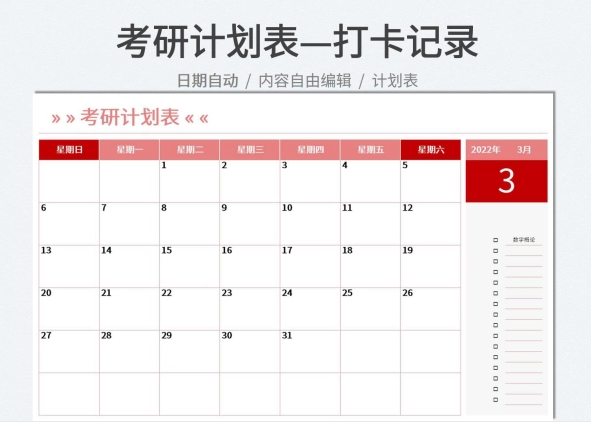 考研计划表—打卡记录
日期自动 / 内容自由编辑 / 计划表
» » 考研计划表 « «
星期日 星期一 星期二 星期三 星期四 星期五 星期六 2022年 3月
3
1 2 3 4 5
6 7 8 9 10 11 12
数学概论
13 14 15 16 17 18 19
20 21 22 23 24 25 26
27 28 29 30 31